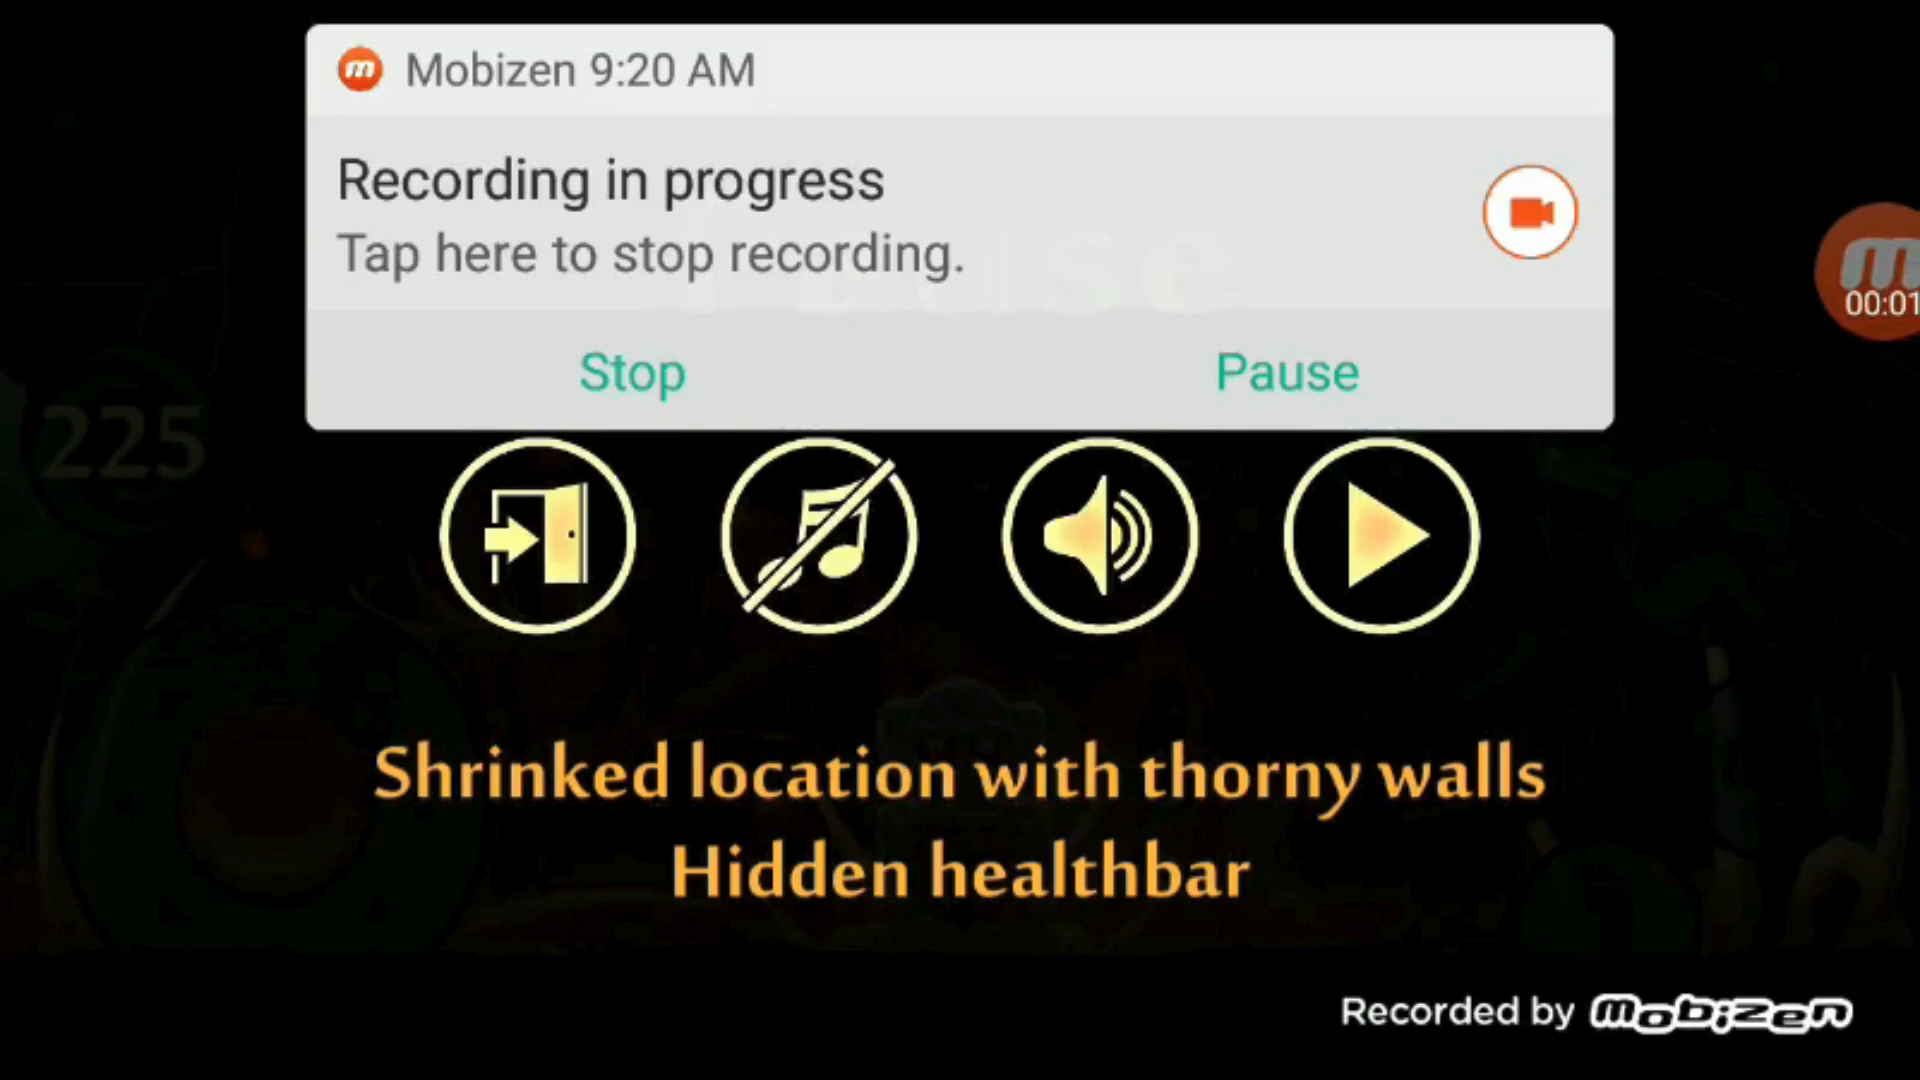 Mobizen 9:20 AM
Recording in progress
Tap here to stop recording.
Pause
Stop
Pause
00:01
225
Shrinked location with thorny walls
Hidden healthbar
Recorded by mobizen